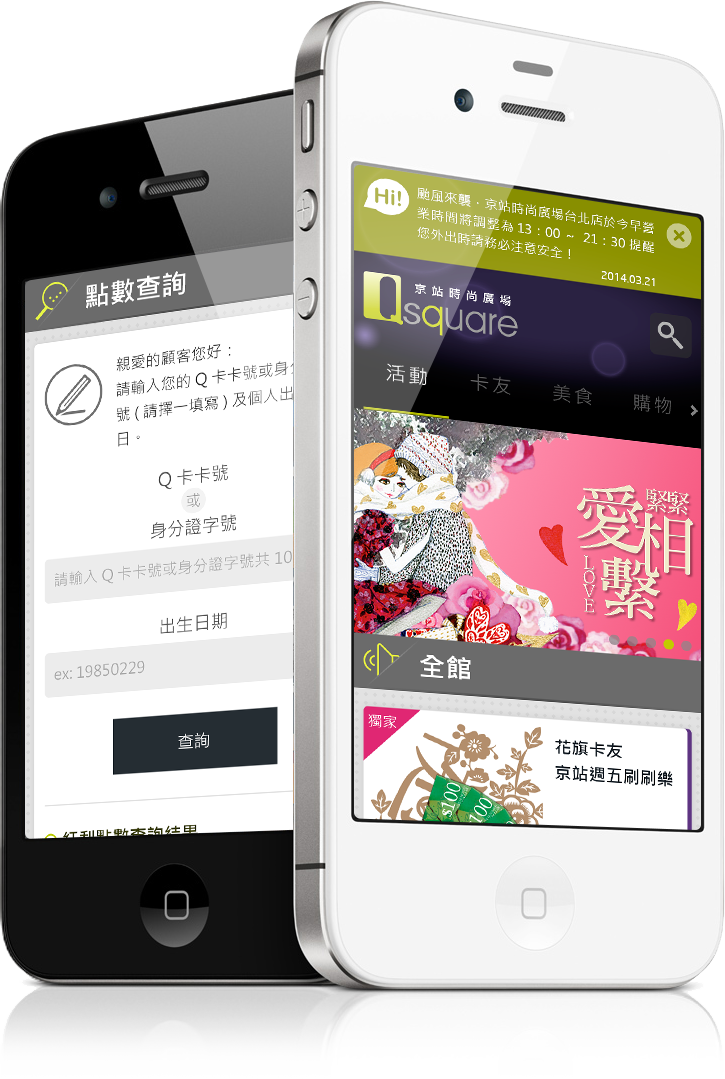 點數查詢
親愛的顧客您好：
請輸入您的 Q 卡卡號或身分
號 ( 請擇一填寫 ) 及個人出
日。
Q 卡卡號
或
身分證字號
請輸入 Q 卡卡號或身分證字號共 10
出生日期
ex: 19850229
查詢
紅利點數查詢結果
Hi!
颱風來襲．京站時尚廣場台北店於今早營
業時間將調整為 13：00 ~ 21：30 提醒
您外出時請務必注意安全！
2014.03.21
京站時尚廣場
Qsquare
活動 卡友 美食 購物
緊緊
愛相
繫
LOVE
全館
獨家
花旗卡友
京站週五刷刷樂
$100
$100